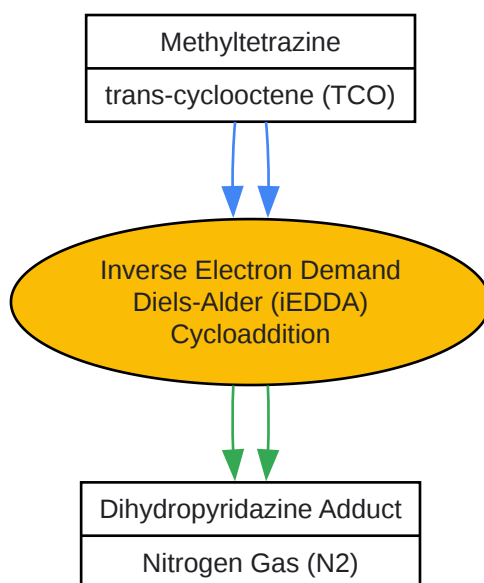 Methyltetrazine
trans-cyclooctene (TCO)
Inverse Electron Demand
Diels-Alder (iEDDA)
Cycloaddition
Dihydropyridazine Adduct
Nitrogen Gas (N2)